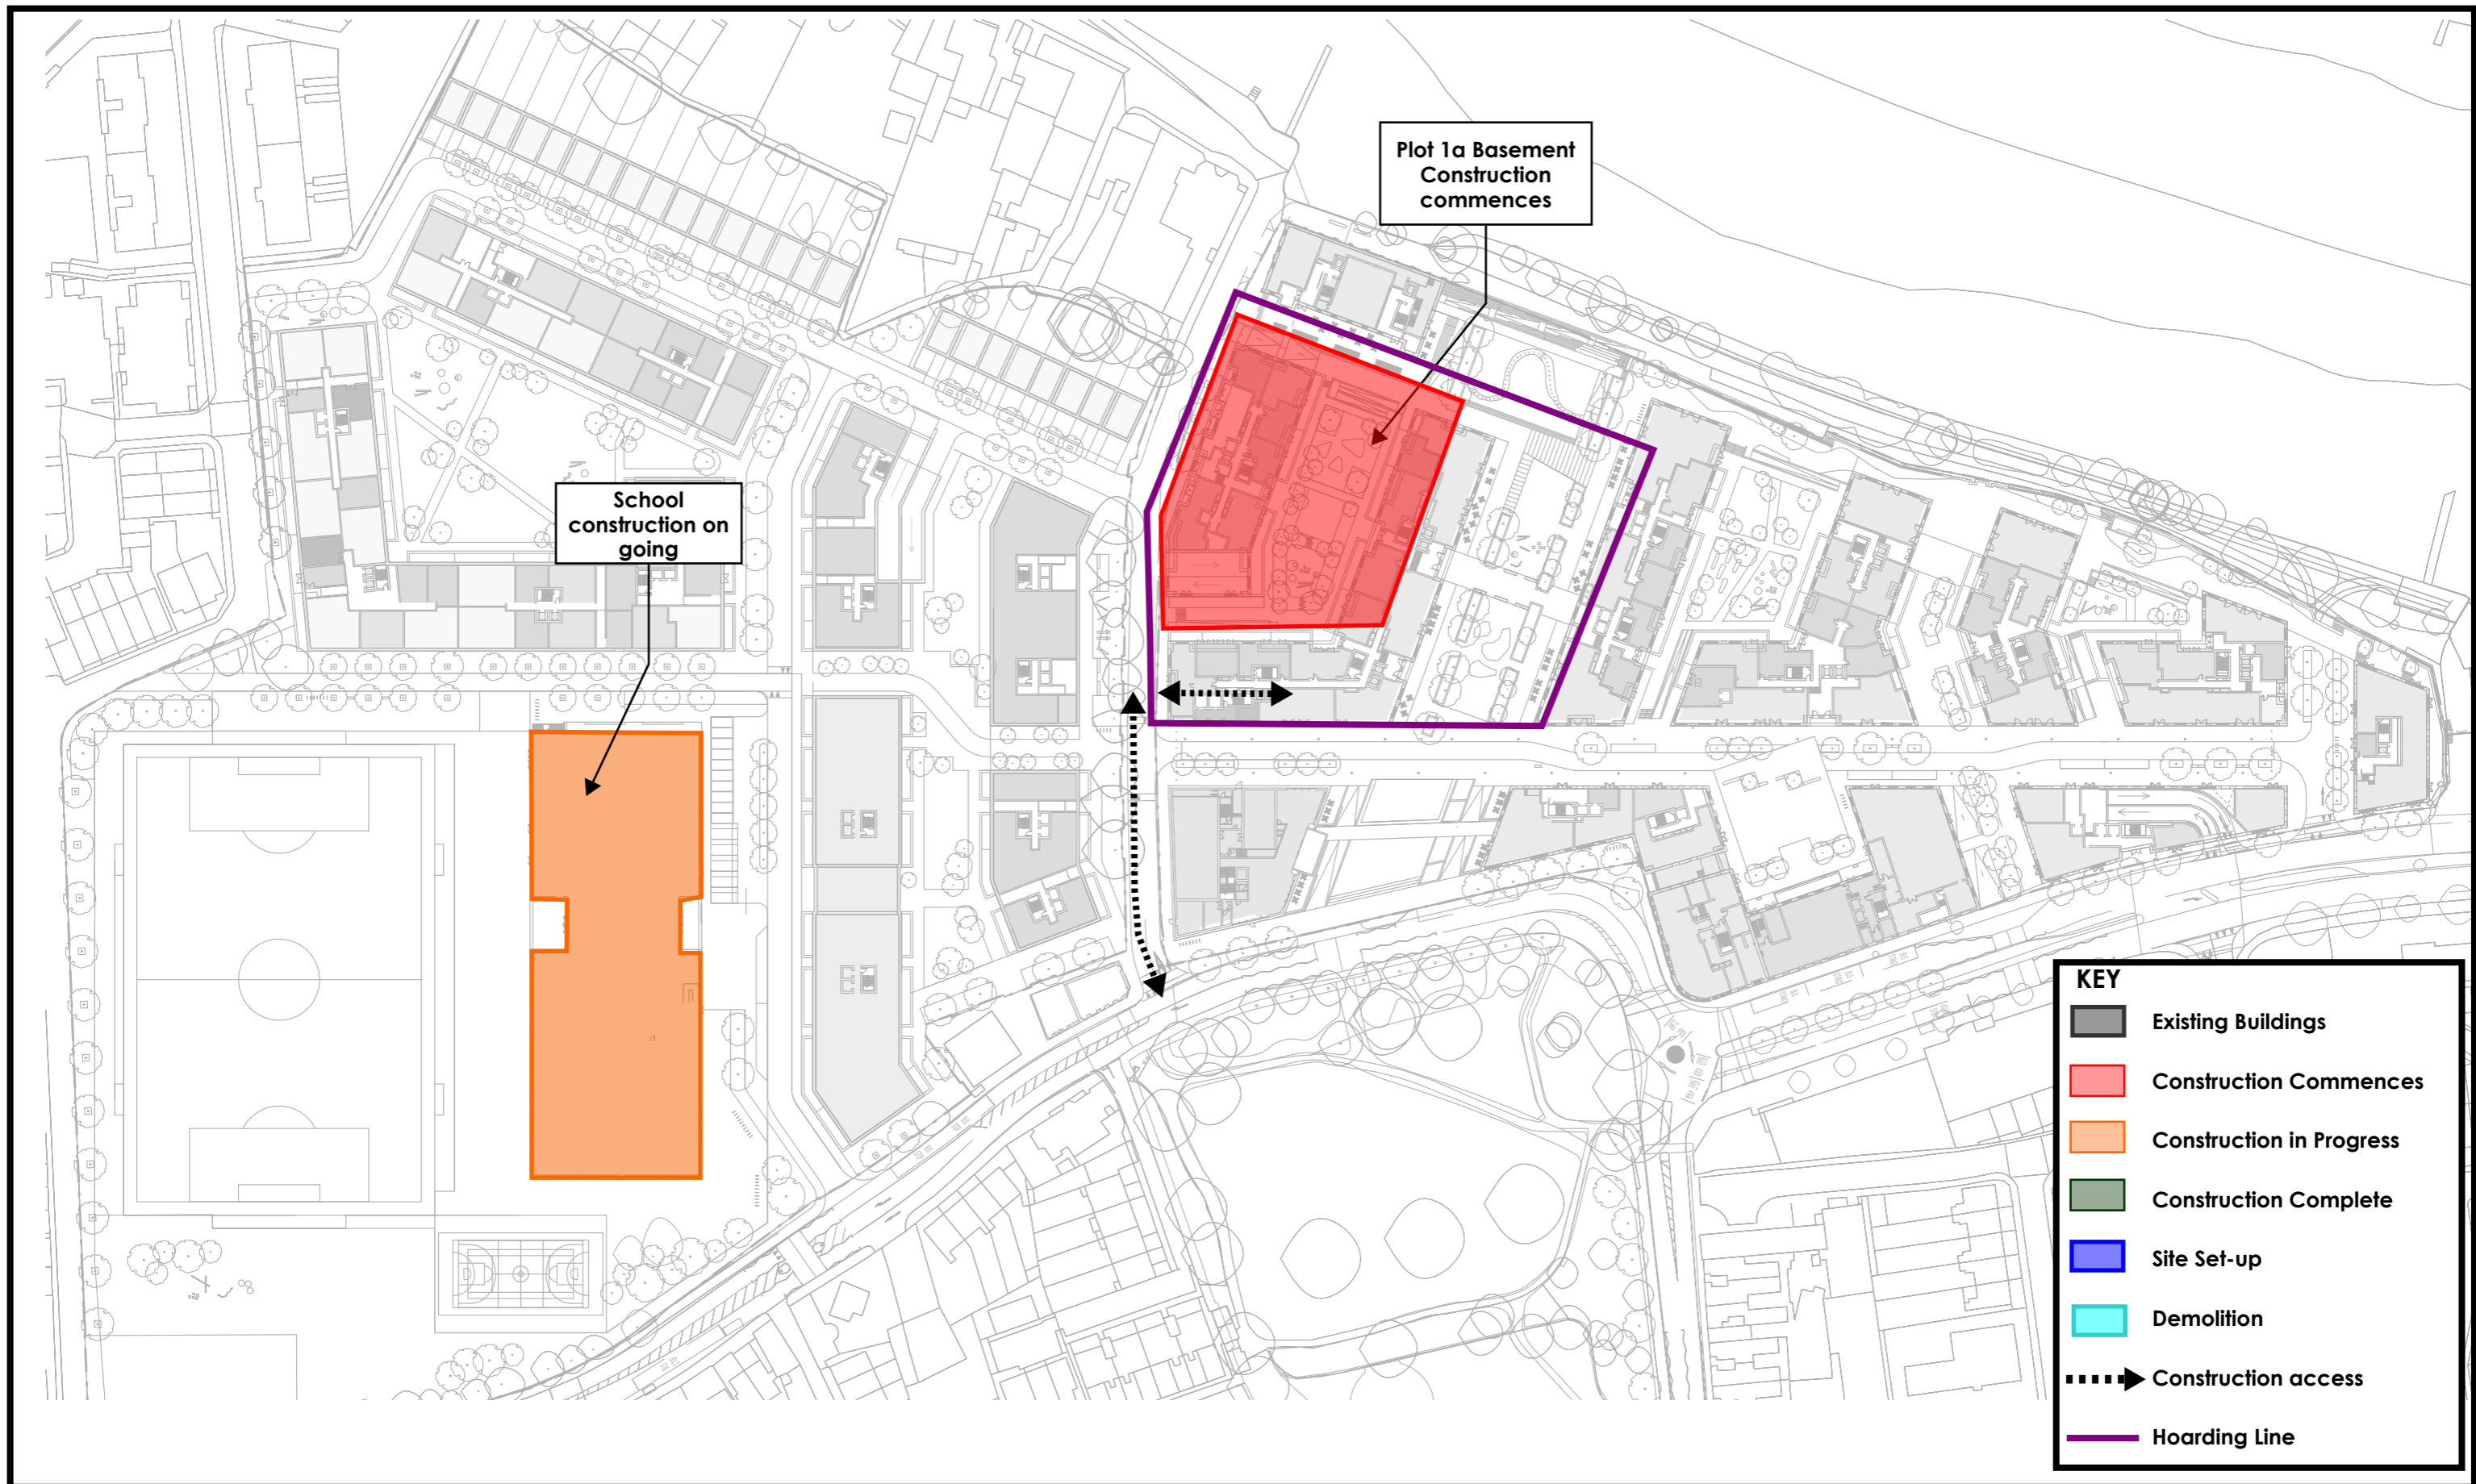 Plot 1a Basement
Construction
commences
School
construction on
going
KEY
Existing Buildings
Construction Commences
Construction in Progress
Construction Complete
Site Set-up
Demolition
Construction access
Hoarding Line